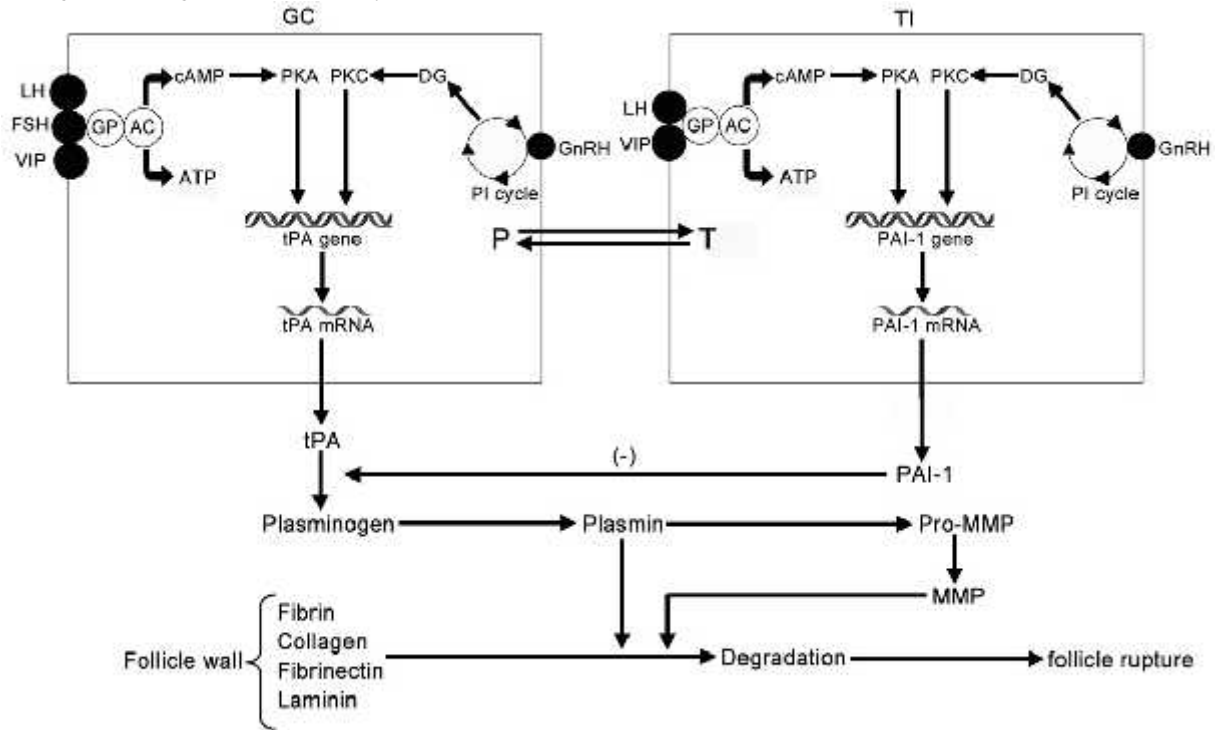 GC
TI
cAMP
PKA
PKC
DG
LH
FSH
VIP
GP
AC
ATP
GnRH
PI cycle
tPA gene
tPA mRNA
P
T
cAMP
PKA
PKC
DG
LH
VIP
GP
AC
ATP
GnRH
PI cycle
PAI-1 gene
PAI-1 mRNA
tPA
(-)
PAI-1
Plasminogen
Plasmin
Pro-MMP
MMP
Follicle wall
Fibrin
Collagen
Fibrinectin
Laminin
Degradation
follicle rupture